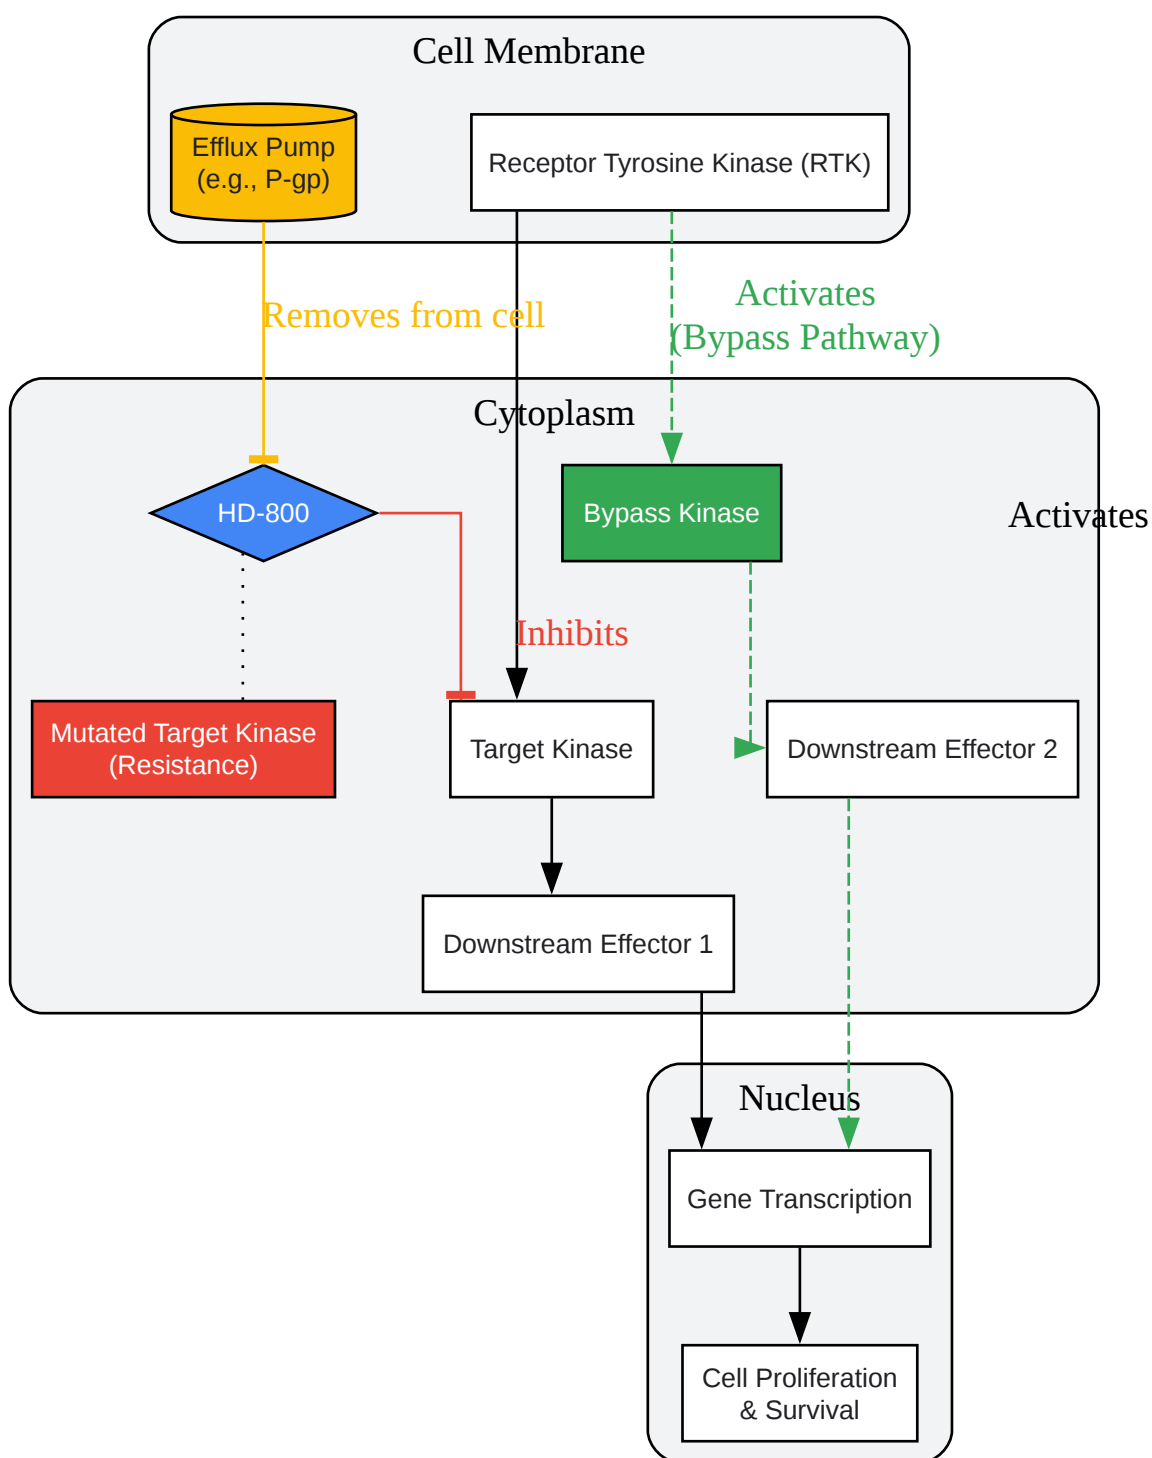 Cell Membrane
Efflux Pump
(e.g., P-gp)
Receptor Tyrosine Kinase (RTK)
Removes from cell
Activates
(Bypass Pathway)
Cytoplasm
HD-800
Bypass Kinase
Activates
Inhibits
Mutated Target Kinase
(Resistance)
Target Kinase
Downstream Effector 2
Downstream Effector 1
Nucleus
Gene Transcription
Cell Proliferation
& Survival